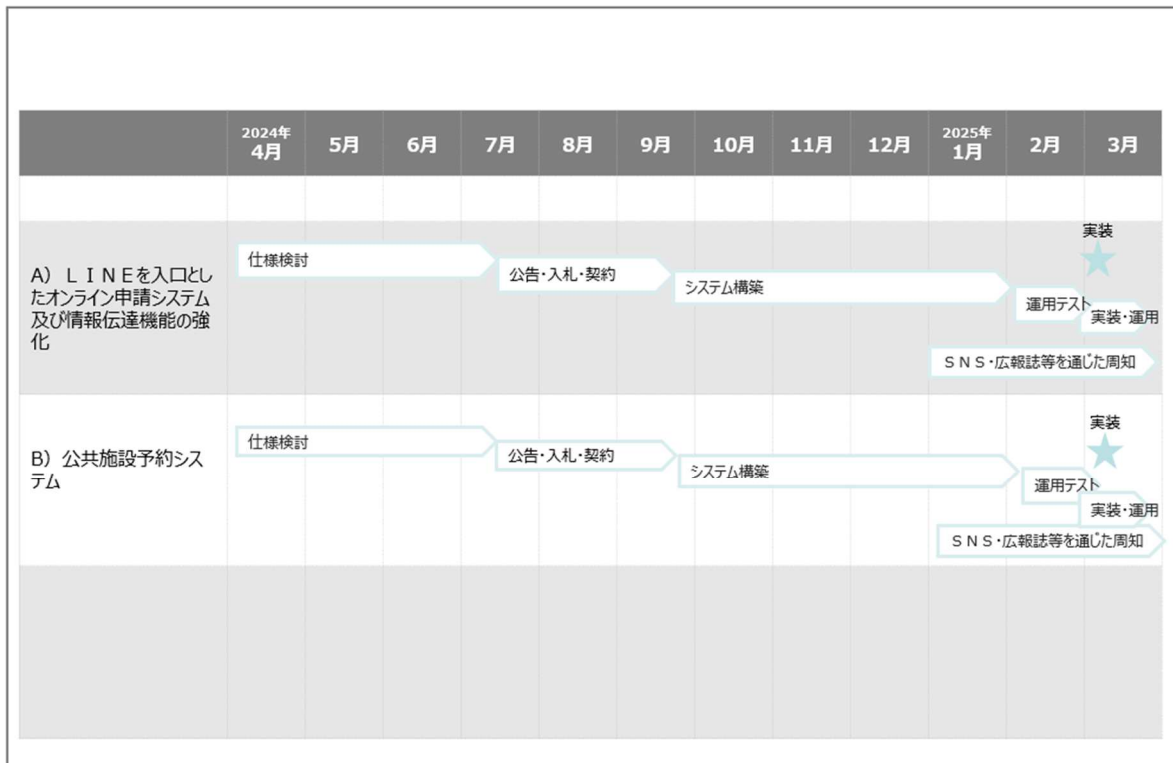 2024年
4月
5月
6月
7月
8月
9月
10月
11月
12月
2025年
1月
2月
3月
A）ＬＩＮＥを入口とし
たオンライン申請システム
及び情報伝達機能の強
化
仕様検討
公告・入札・契約
システム構築
運用テスト
実装
実装・運用
ＳＮＳ・広報誌等を通じた周知
B）公共施設予約シス
テム
仕様検討
公告・入札・契約
システム構築
運用テスト
実装
実装・運用
ＳＮＳ・広報誌等を通じた周知